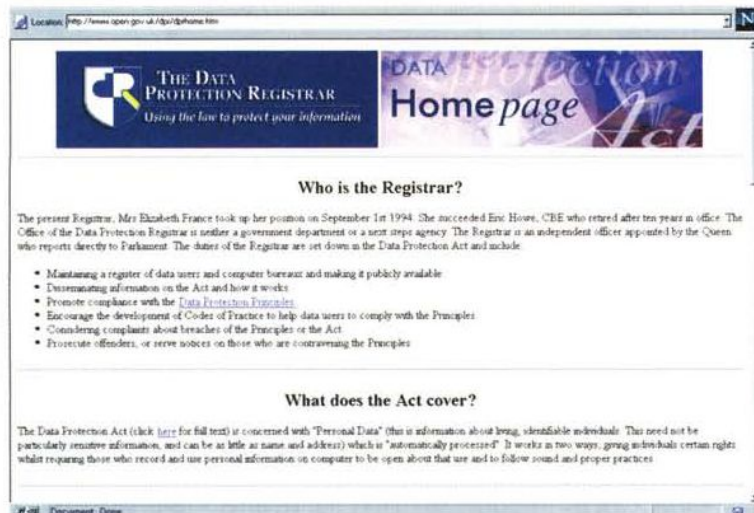 Location: http://www.open.gov.uk/dpr/dprhome.htm
N
THE DATA
PROTECTION REGISTRAR
Using the law to protect your information
DATA
protection
Home page
Act
Who is the Registrar?
The present Registrar, Mrs Elizabeth France took up her position on September 1st 1994. She succeeded Eric Howe, CBE who retired after ten years in office. The
Office of the Data Protection Registrar is neither a government department or a next steps agency. The Registrar is an independent officer appointed by the Queen
who reports directly to Parliament. The duties of the Registrar are set down in the Data Protection Act and include:
• Maintaining a register of data users and computer bureaux and making it publicly available
• Disseminating information on the Act and how it works
• Promote compliance with the Data Protection Principles
• Encourage the development of Codes of Practice to help data users to comply with the Principles
• Considering complaints about breaches of the Principles or the Act
• Prosecute offenders, or serve notices on those who are contravening the Principles
What does the Act cover?
The Data Protection Act (click here for full text) is concerned with "Personal Data" (this is information about living, identifiable individuals. This need not be
particularly sensitive information, and can be as little as name and address) which is "automatically processed". It works in two ways, giving individuals certain rights
whilst requiring those who record and use personal information on computer to be open about that use and to follow sound and proper practices
Document: Done